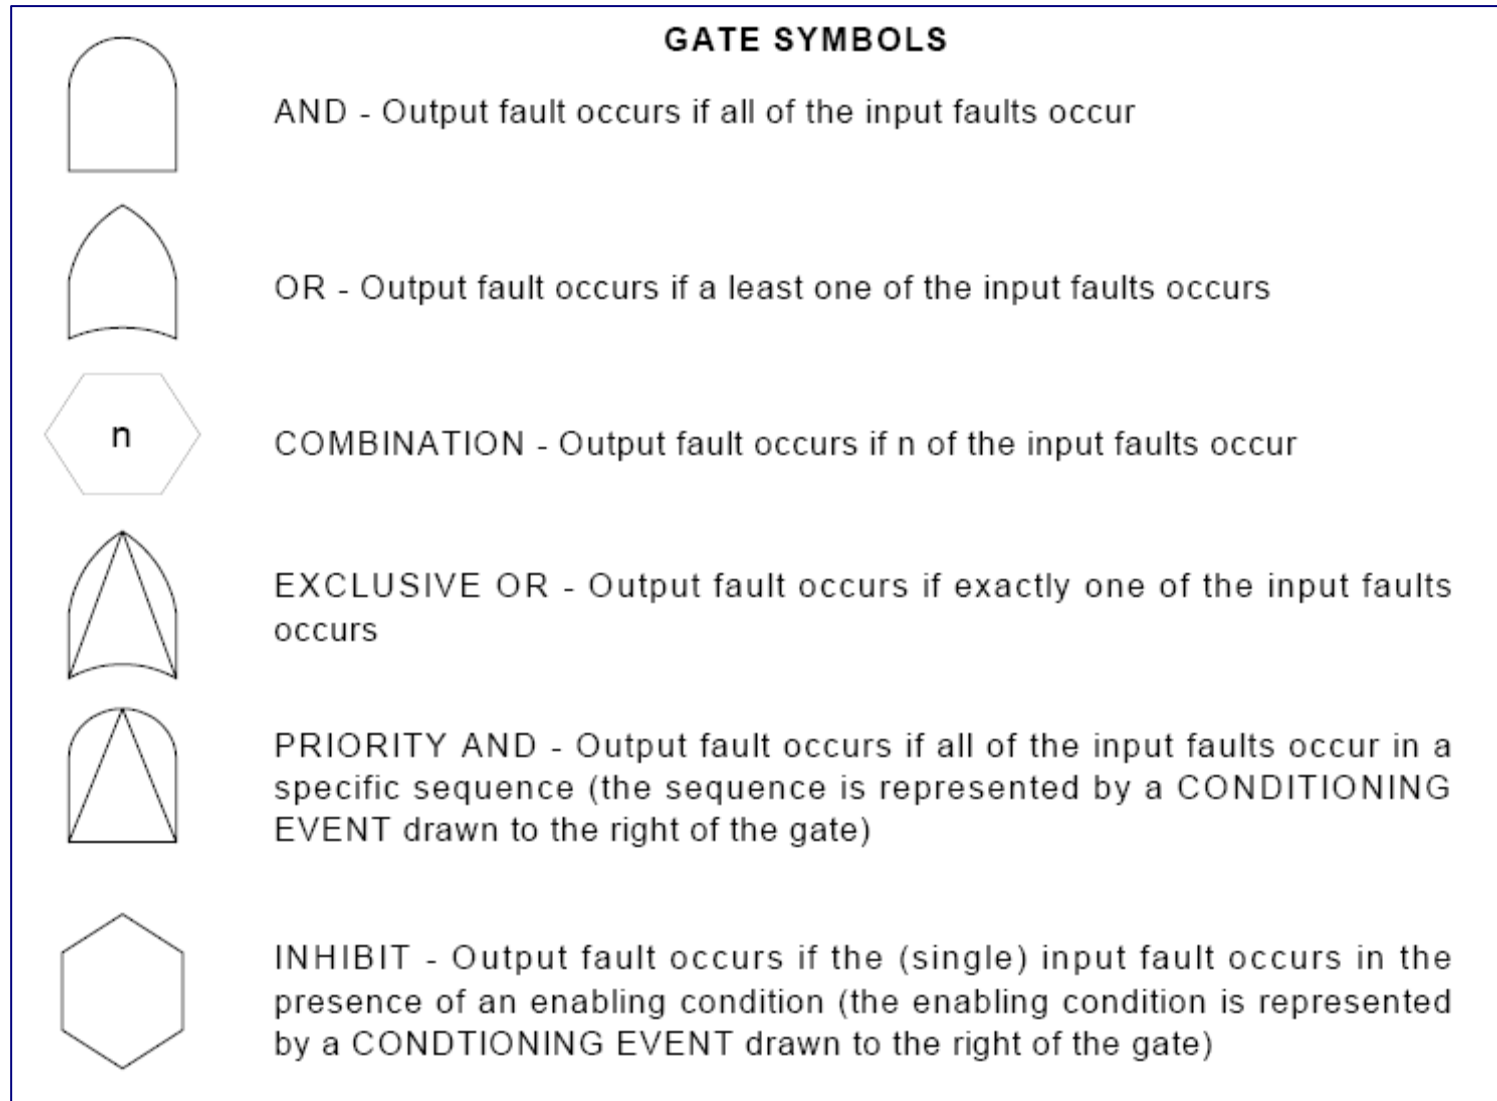 GATE SYMBOLS
AND - Output fault occurs if all of the input faults occur
OR - Output fault occurs if a least one of the input faults occurs
n
COMBINATION - Output fault occurs if n of the input faults occur
EXCLUSIVE OR - Output fault occurs if exactly one of the input faults
occurs
PRIORITY AND - Output fault occurs if all of the input faults occur in a
specific sequence (the sequence is represented by a CONDITIONING
EVENT drawn to the right of the gate)
INHIBIT - Output fault occurs if the (single) input fault occurs in the
presence of an enabling condition (the enabling condition is represented
by a CONDTIONING EVENT drawn to the right of the gate)